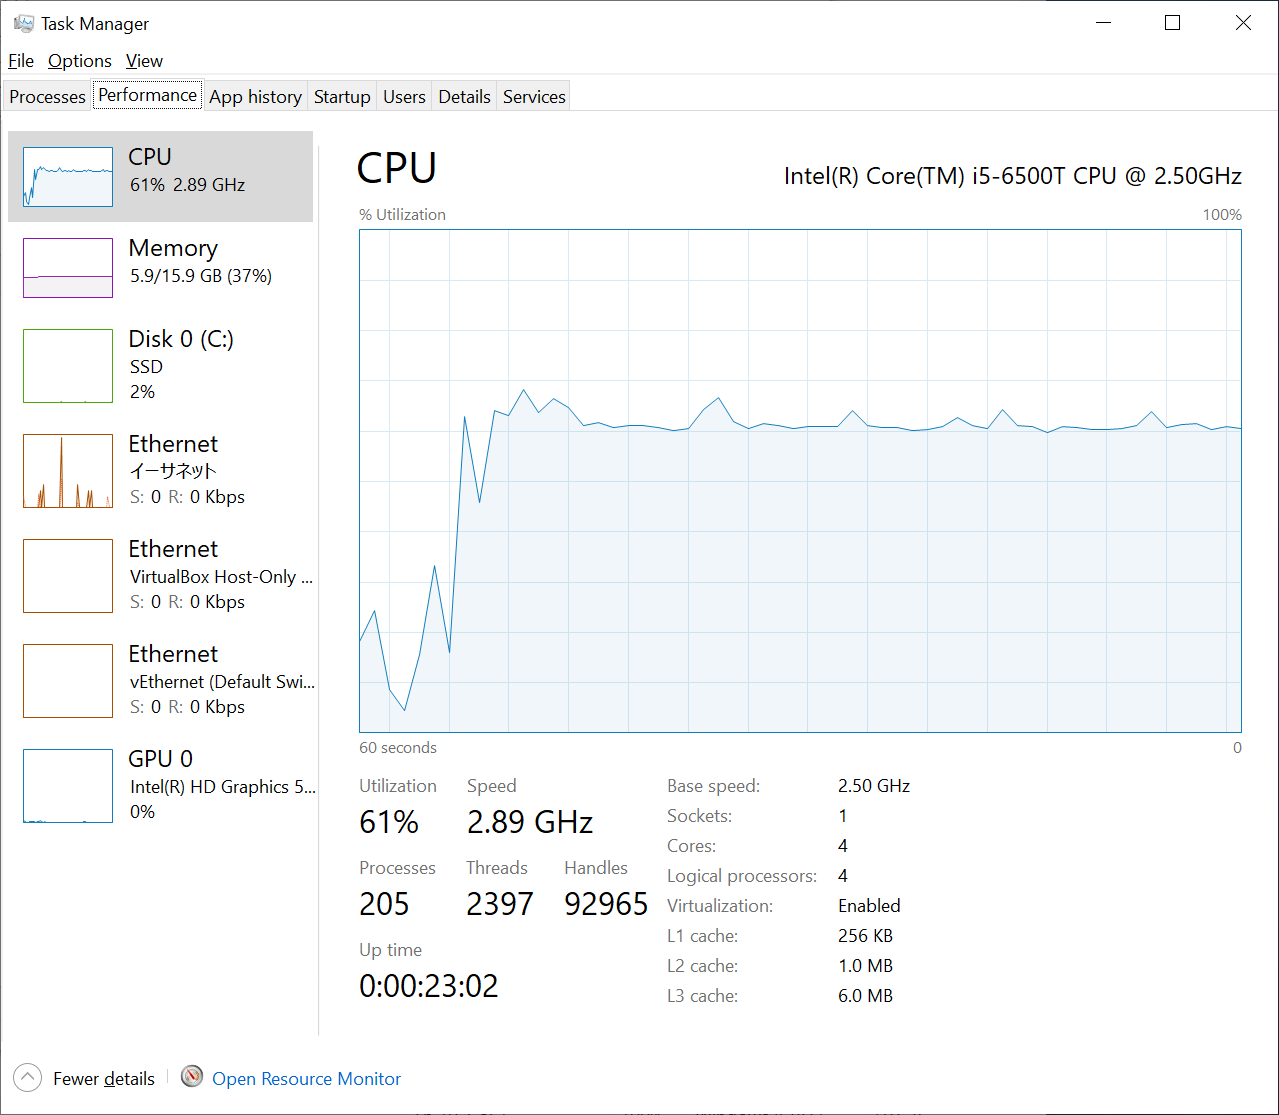 Task Manager
File Options View
Processes Performance App history Startup Users Details Services
CPU
61% 2.89 GHz
Memory
5.9/15.9 GB (37%)
Disk 0 (C:)
SSD
2%
Ethernet
イーサネット
S: 0 R: 0 Kbps
Ethernet
VirtualBox Host-Only ...
S: 0 R: 0 Kbps
Ethernet
vEthernet (Default Swi...
S: 0 R: 0 Kbps
GPU 0
Intel(R) HD Graphics 5...
0%
CPU
Intel(R) Core(TM) i5-6500T CPU @ 2.50GHz
% Utilization 100%
60 seconds 0
Utilization Speed
61% 2.89 GHz
Processes Threads Handles
205 2397 92965
Up time
0:00:23:02
Base speed: 2.50 GHz
Sockets: 1
Cores: 4
Logical processors: 4
Virtualization: Enabled
L1 cache: 256 KB
L2 cache: 1.0 MB
L3 cache: 6.0 MB
Fewer details Open Resource Monitor